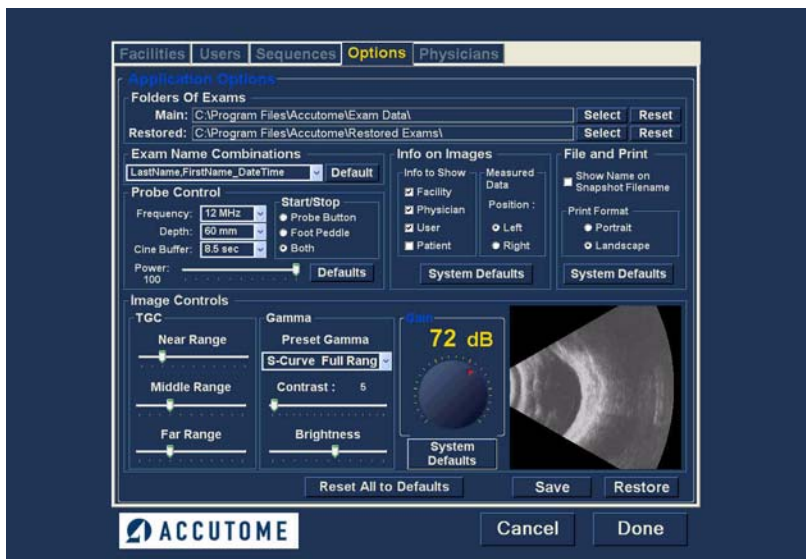 Facilities Users Sequences Options Physicians
Application Options
Folders Of Exams
Main: C:\Program Files\Accutome\Exam Data\ Select Reset
Restored: C:\Program Files\Accutome\Restored Exams\ Select Reset
Exam Name Combinations
LastName,FirstName_DateTime Default
Probe Control
Frequency: 12 MHz
Depth: 60 mm
Cine Buffer: 8.5 sec
Power:
100
Start/Stop
Probe Button
Foot Peddle
Both
Defaults
Info on Images
Info to Show
Facility
Physician
User
Patient
Measured
Data
Position :
Left
Right
System Defaults
File and Print
Show Name on
Snapshot Filename
Print Format
Portrait
Landscape
System Defaults
Image Controls
TGC
Near Range
Middle Range
Far Range
Gamma
Preset Gamma
S-Curve Full Rang
Contrast : 5
Brightness
Gain
72 dB
System
Defaults
Reset All to Defaults Save Restore
ACCUTOME Cancel Done